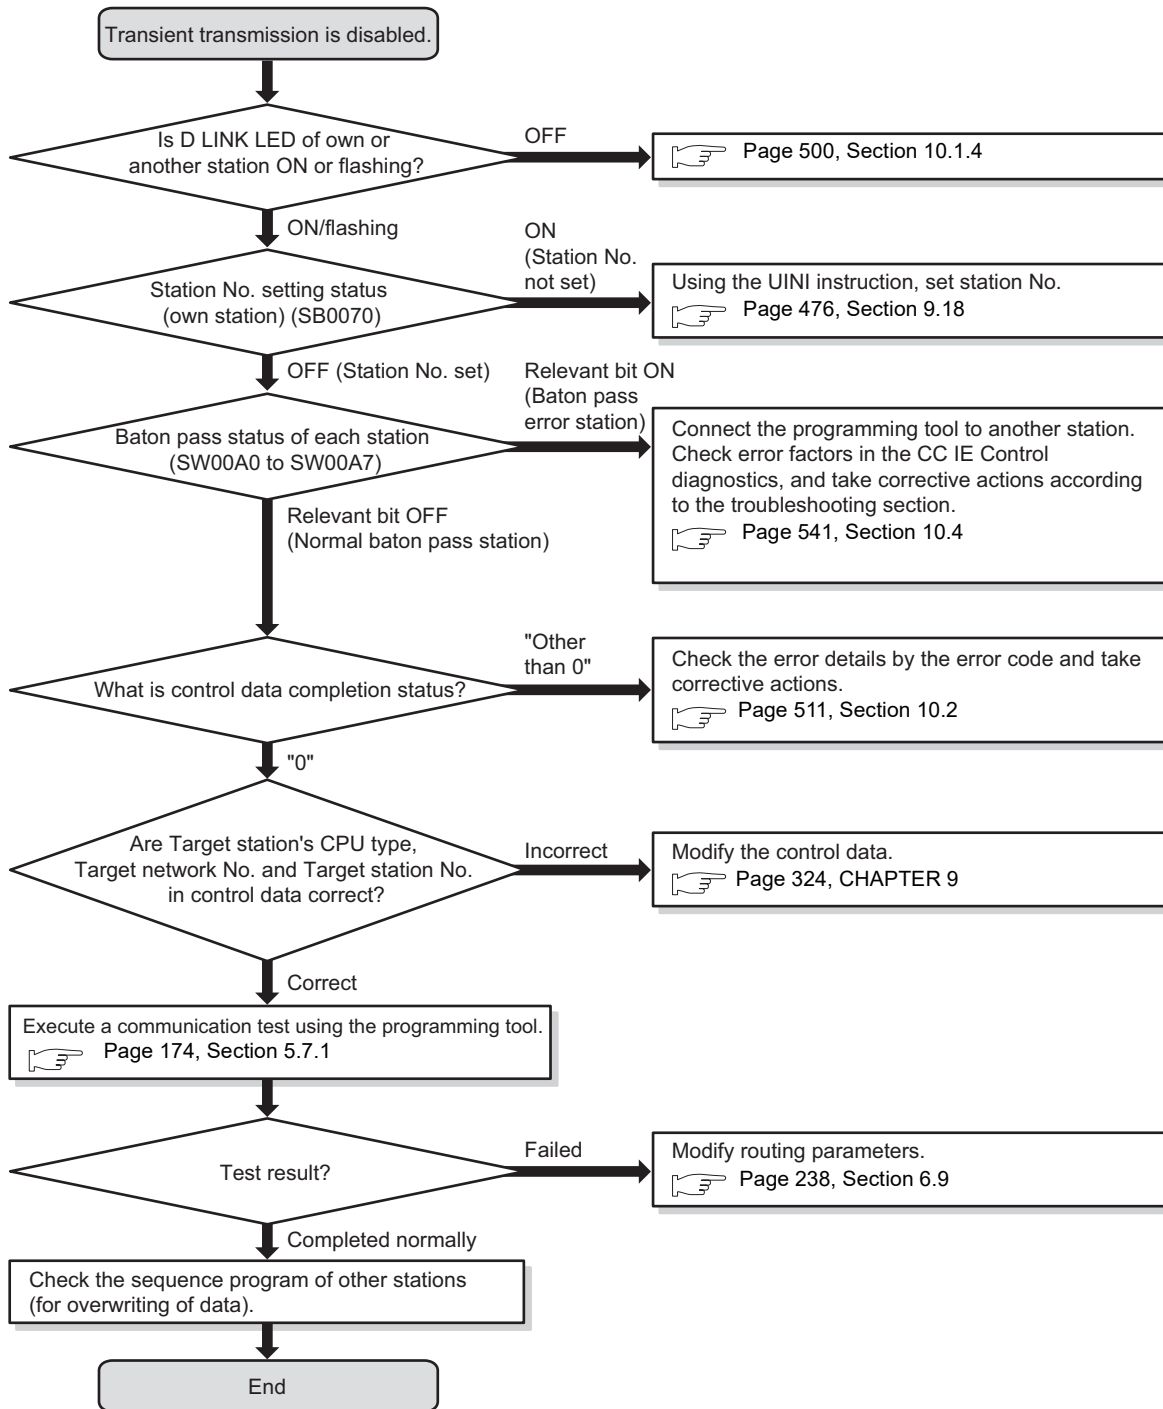 Transient transmission is disabled.
Is D LINK LED of own or
another station ON or flashing?
OFF
Page 500, Section 10.1.4
ON/flashing
ON
(Station No.
not set)
Station No. setting status
(own station) (SB0070)
Using the UINI instruction, set station No.
Page 476, Section 9.18
OFF (Station No. set)
Relevant bit ON
(Baton pass
error station)
Baton pass status of each station
(SW00A0 to SW00A7)
Connect the programming tool to another station.
Check error factors in the CC IE Control
diagnostics, and take corrective actions according
to the troubleshooting section.
Page 541, Section 10.4
Relevant bit OFF
(Normal baton pass station)
"Other
than 0"
What is control data completion status?
Check the error details by the error code and take
corrective actions.
Page 511, Section 10.2
"0"
Are Target station's CPU type,
Target network No. and Target station No.
in control data correct?
Incorrect
Modify the control data.
Page 324, CHAPTER 9
Correct
Execute a communication test using the programming tool.
Page 174, Section 5.7.1
Test result?
Failed
Modify routing parameters.
Page 238, Section 6.9
Completed normally
Check the sequence program of other stations
(for overwriting of data).
End